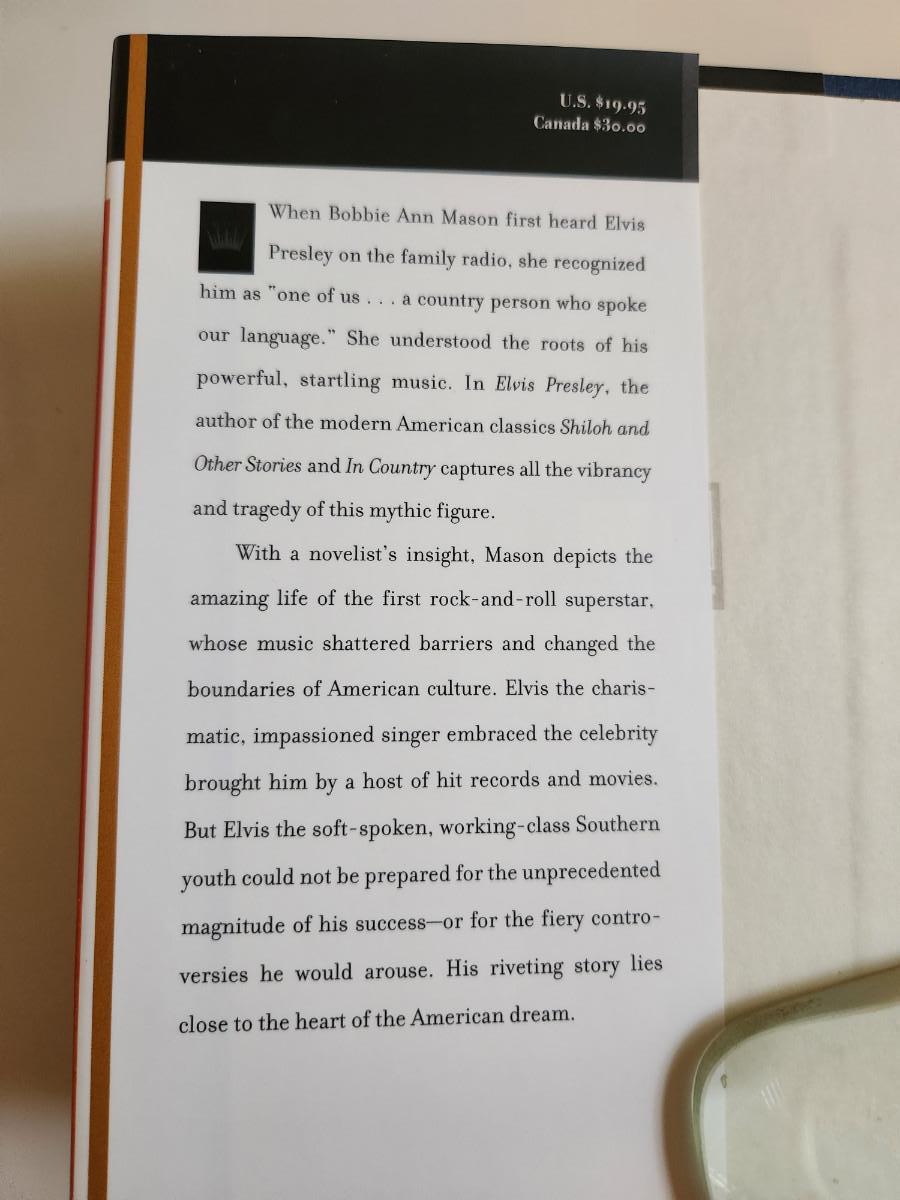 U.S. $19.95
Canada $30.00
When Bobbie Ann Mason first heard Elvis
Presley on the family radio, she recognized
him as "one of us . . . a country person who spoke
our language." She understood the roots of his
powerful, startling music. In Elvis Presley, the
author of the modern American classics Shiloh and
Other Stories and In Country captures all the vibrancy
and tragedy of this mythic figure.
With a novelist's insight, Mason depicts the
amazing life of the first rock-and-roll superstar,
whose music shattered barriers and changed the
boundaries of American culture. Elvis the charis-
matic, impassioned singer embraced the celebrity
brought him by a host of hit records and movies.
But Elvis the soft-spoken, working-class Southern
youth could not be prepared for the unprecedented
magnitude of his success—or for the fiery contro-
versies he would arouse. His riveting story lies
close to the heart of the American dream.